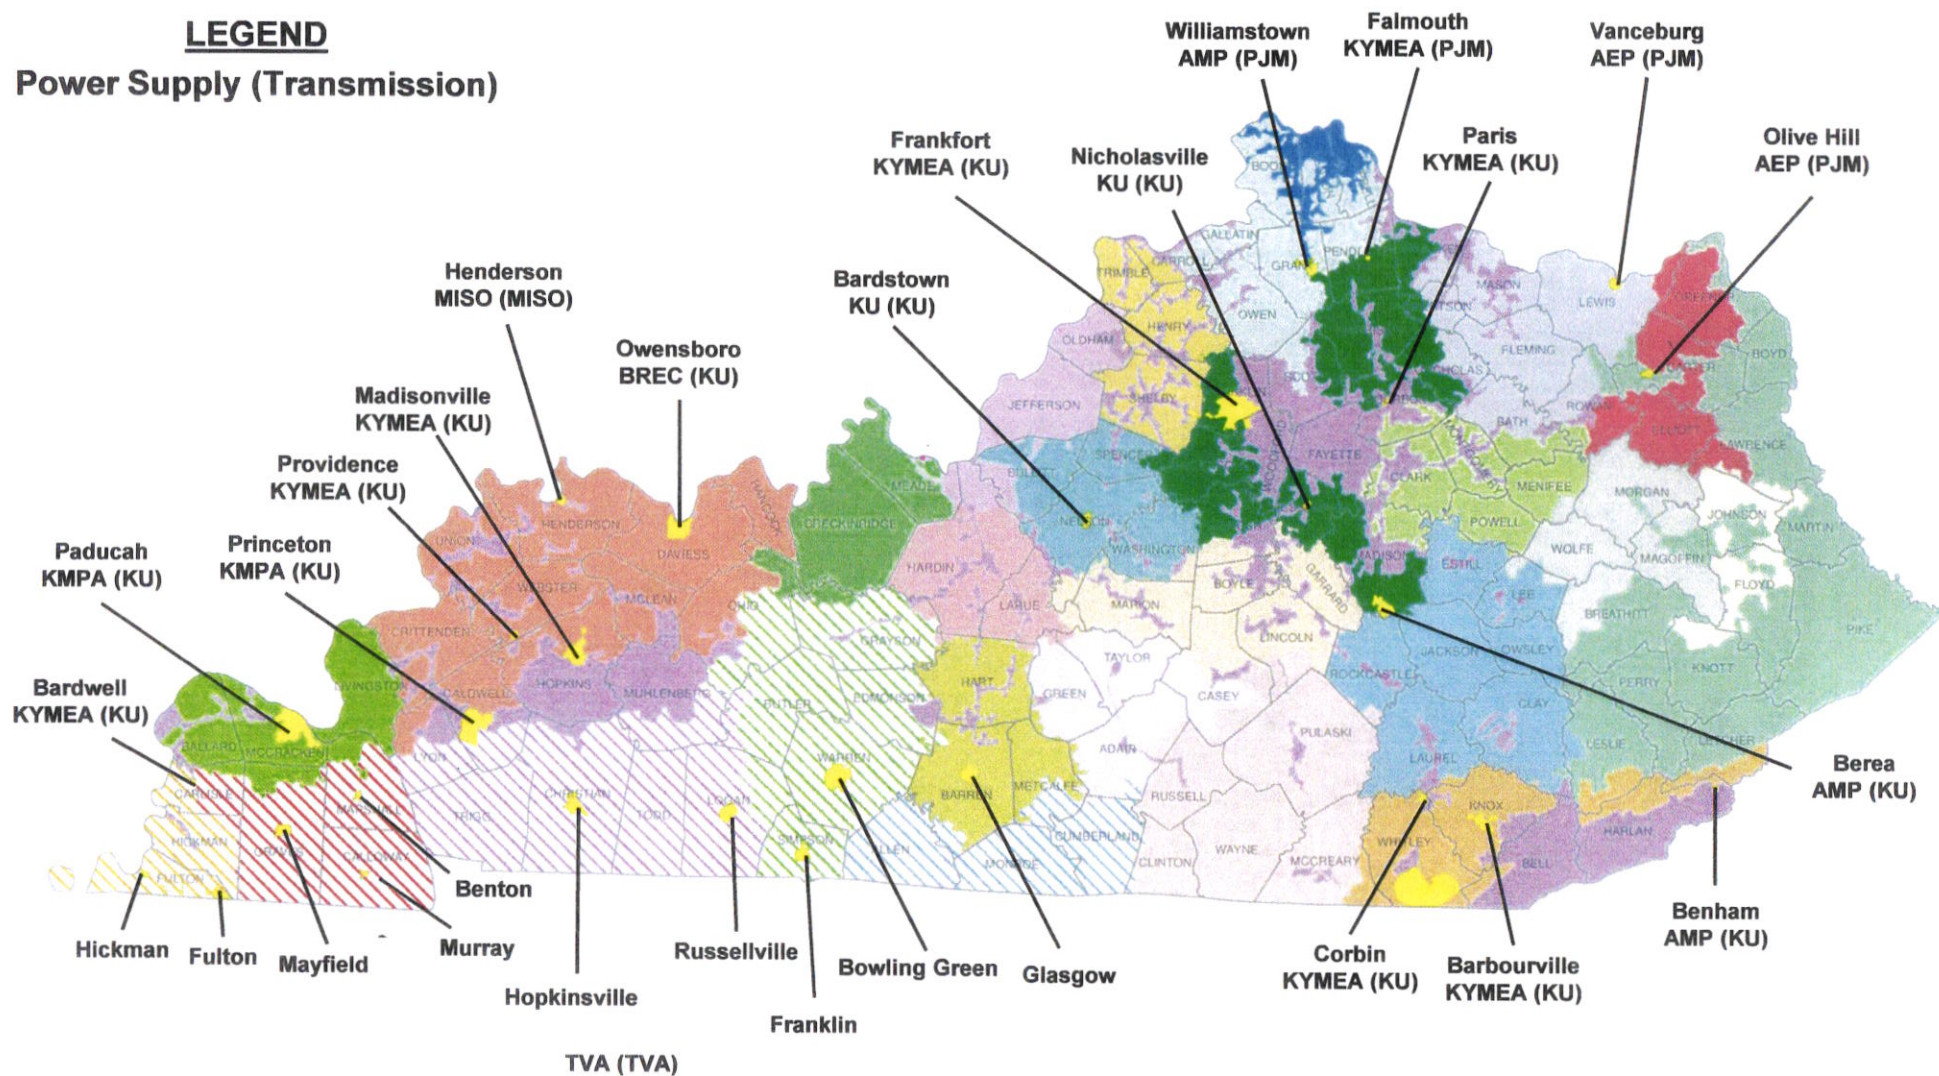 LEGEND
Power Supply (Transmission)
Williamstown
AMP (PJM)
Falmouth
KYMEA (PJM)
Vanceburg
AEP (PJM)
Frankfort
KYMEA (KU)
Nicholasville
KU (KU)
Paris
KYMEA (KU)
Olive Hill
AEP (PJM)
Henderson
MISO (MISO)
Bardstown
KU (KU)
Owensboro
BREC (KU)
Madisonville
KYMEA (KU)
Providence
KYMEA (KU)
Princeton
KMPA (KU)
Paducah
KMPA (KU)
Bardwell
KYMEA (KU)
Berea
AMP (KU)
Benham
AMP (KU)
Corbin
KYMEA (KU)
Barbourville
KYMEA (KU)
Hickman
Fulton
Mayfield
Murray
Benton
Hopkinsville
Russellville
Franklin
Bowling Green
Glasgow
TVA (TVA)
GALLATIN
CARROLL
TRIMBLE
OWEN
HENRY
OLDHAM
SHELBY
JEFFERSON
MASON
LEWIS
FLEMING
BOYD
BATH
ELLIOTT
LAWRENCE
FAYETTE
CLARK
MONTGOMERY
MENIFEE
POWELL
MORGAN
JOHNSON
MARTIN
WOLFE
MAGOFFIN
FLOYD
BREATHITT
PIKE
KNOTT
PERRY
LESLIE
LETCHER
HARLAN
BELL
KNOX
WHITLEY
LAUREL
CLAY
JACKSON
OWSLEY
LEE
ESTILL
MADISON
ROCKCASTLE
GARRARD
LINCOLN
BOYLE
MARION
WASHINGTON
NELSON
SPENCER
BULLITT
HARDIN
LARUE
MEADE
BRECKINRIDGE
HANCOCK
DAVIESS
HENDERSON
UNION
WEBSTER
MCLEAN
OHIO
GRAYSON
CRITTENDEN
LIVINGSTON
CALDWELL
HOPKINS
MUHLENBERG
BUTLER
EDMONSON
HART
GREEN
TAYLOR
CASEY
PULASKI
ADAIR
RUSSELL
METCALFE
BARREN
WARREN
CUMBERLAND
CLINTON
WAYNE
MCCREARY
MONROE
ALLEN
SIMPSON
LOGAN
TODD
CHRISTIAN
TRIGG
LYON
BALLARD
MCCRACKEN
CARLISLE
MARSHALL
HICKMAN
GRAVES
CALLOWAY
FULTON